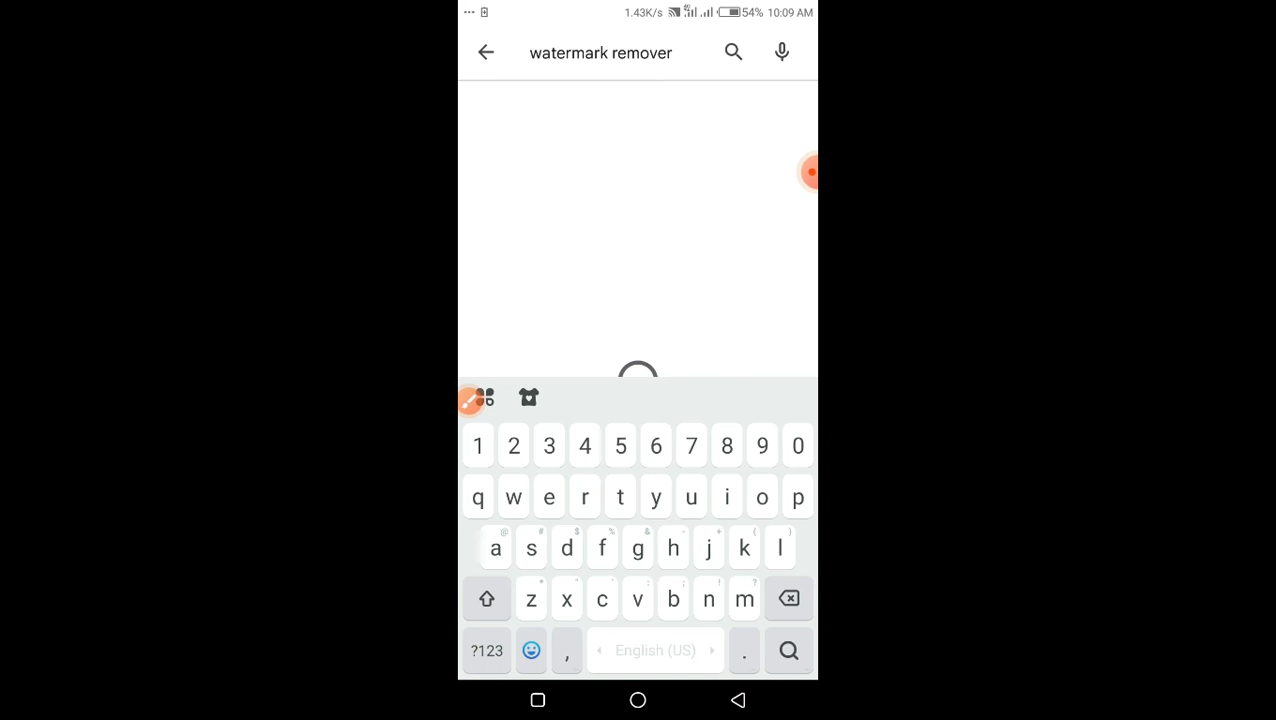 1.43K/s 4G 54% 10:09 AM
watermark remover
1 2 3 4 5 6 7 8 9 0
q w e r t y u i o p
@ # $ % & - + ( )
a s d f g h j k l
* " ' : ; ! ?
z x c v b n m
?123 , English (US) .